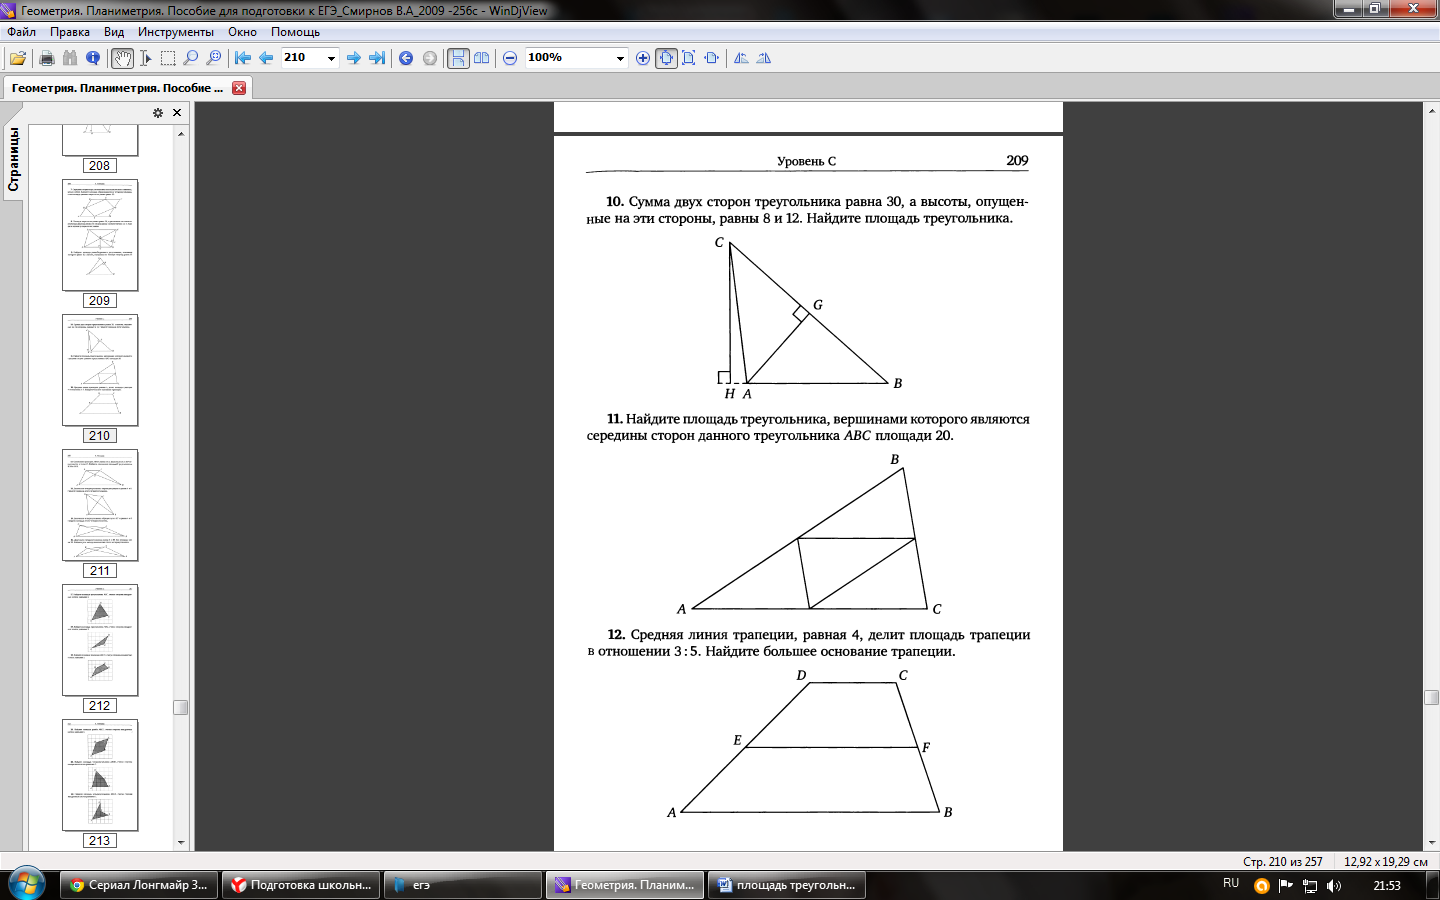 Геометрия. Планиметрия. Пособие для подготовки к ЕГЭ_Смирнов В.А_2009 -256с - WinDjView
Файл Правка Вид Инструменты Окно Помощь
210 100%
Геометрия. Планиметрия. Пособие ...
Страницы
208
209
210
211
212
213
Уровень С 209
10. Сумма двух сторон треугольника равна 30, а высоты, опущен-
ные на эти стороны, равны 8 и 12. Найдите площадь треугольника.
C
G
B
H A
11. Найдите площадь треугольника, вершинами которого являются
середины сторон данного треугольника ABC площади 20.
B
A
C
12. Средняя линия трапеции, равная 4, делит площадь трапеции
в отношении 3 : 5. Найдите большее основание трапеции.
D C
E F
A B
Стр. 210 из 257 12,92 x 19,29 см
Сериал Лонгмайр 3... Подготовка школьн... егэ Геометрия. Планим... площадь треугольн... RU 21:53